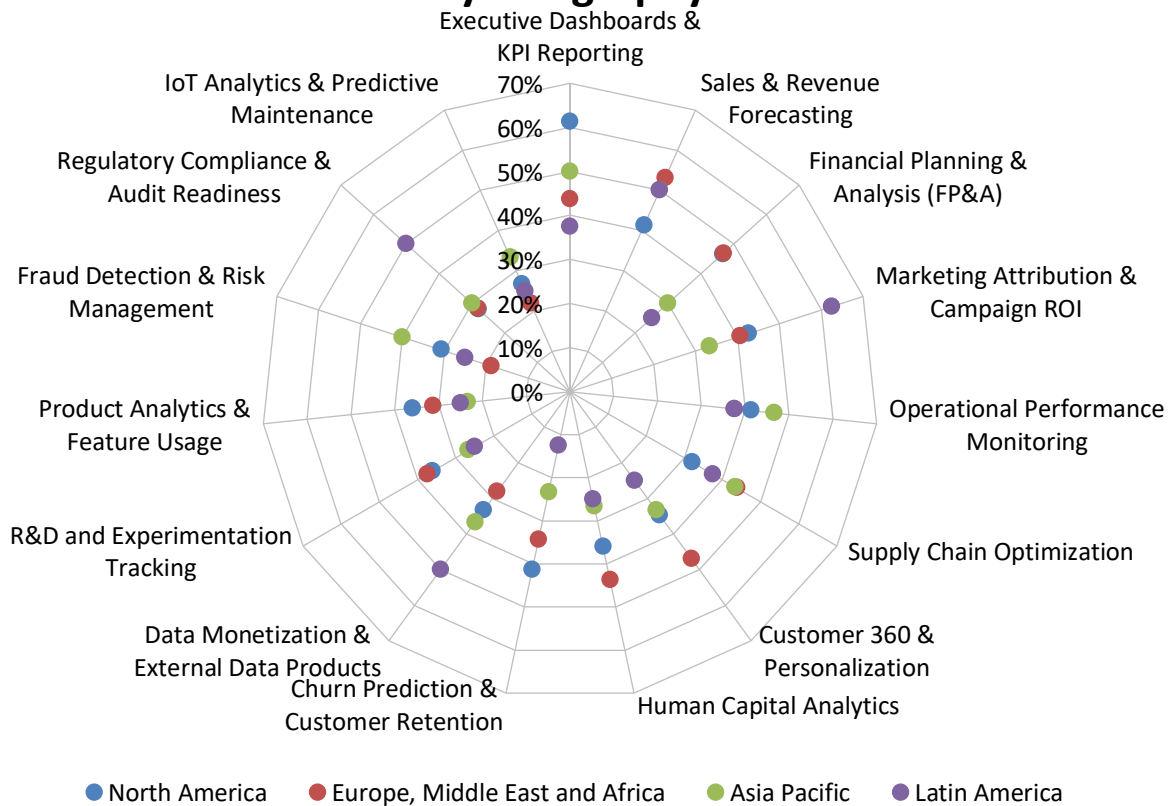 Executive Dashboards &
KPI Reporting
Sales & Revenue
Forecasting
Financial Planning &
Analysis (FP&A)
Marketing Attribution &
Campaign ROI
Operational Performance
Monitoring
Supply Chain Optimization
Customer 360 &
Personalization
Human Capital Analytics
Churn Prediction &
Customer Retention
Data Monetization &
External Data Products
R&D and Experimentation
Tracking
Product Analytics &
Feature Usage
Fraud Detection & Risk
Management
Regulatory Compliance &
Audit Readiness
IoT Analytics & Predictive
Maintenance
70%
60%
50%
40%
30%
20%
10%
0%
North America
Europe, Middle East and Africa
Asia Pacific
Latin America